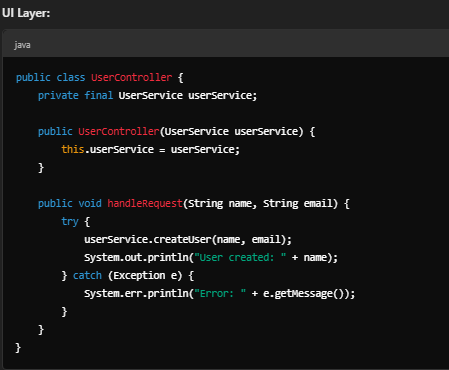 UI Layer:
java
public class UserController {
    private final UserService userService;

    public UserController(UserService userService) {
        this.userService = userService;
    }

    public void handleRequest(String name, String email) {
        try {
            userService.createUser(name, email);
            System.out.println("User created: " + name);
        } catch (Exception e) {
            System.err.println("Error: " + e.getMessage());
        }
    }
}